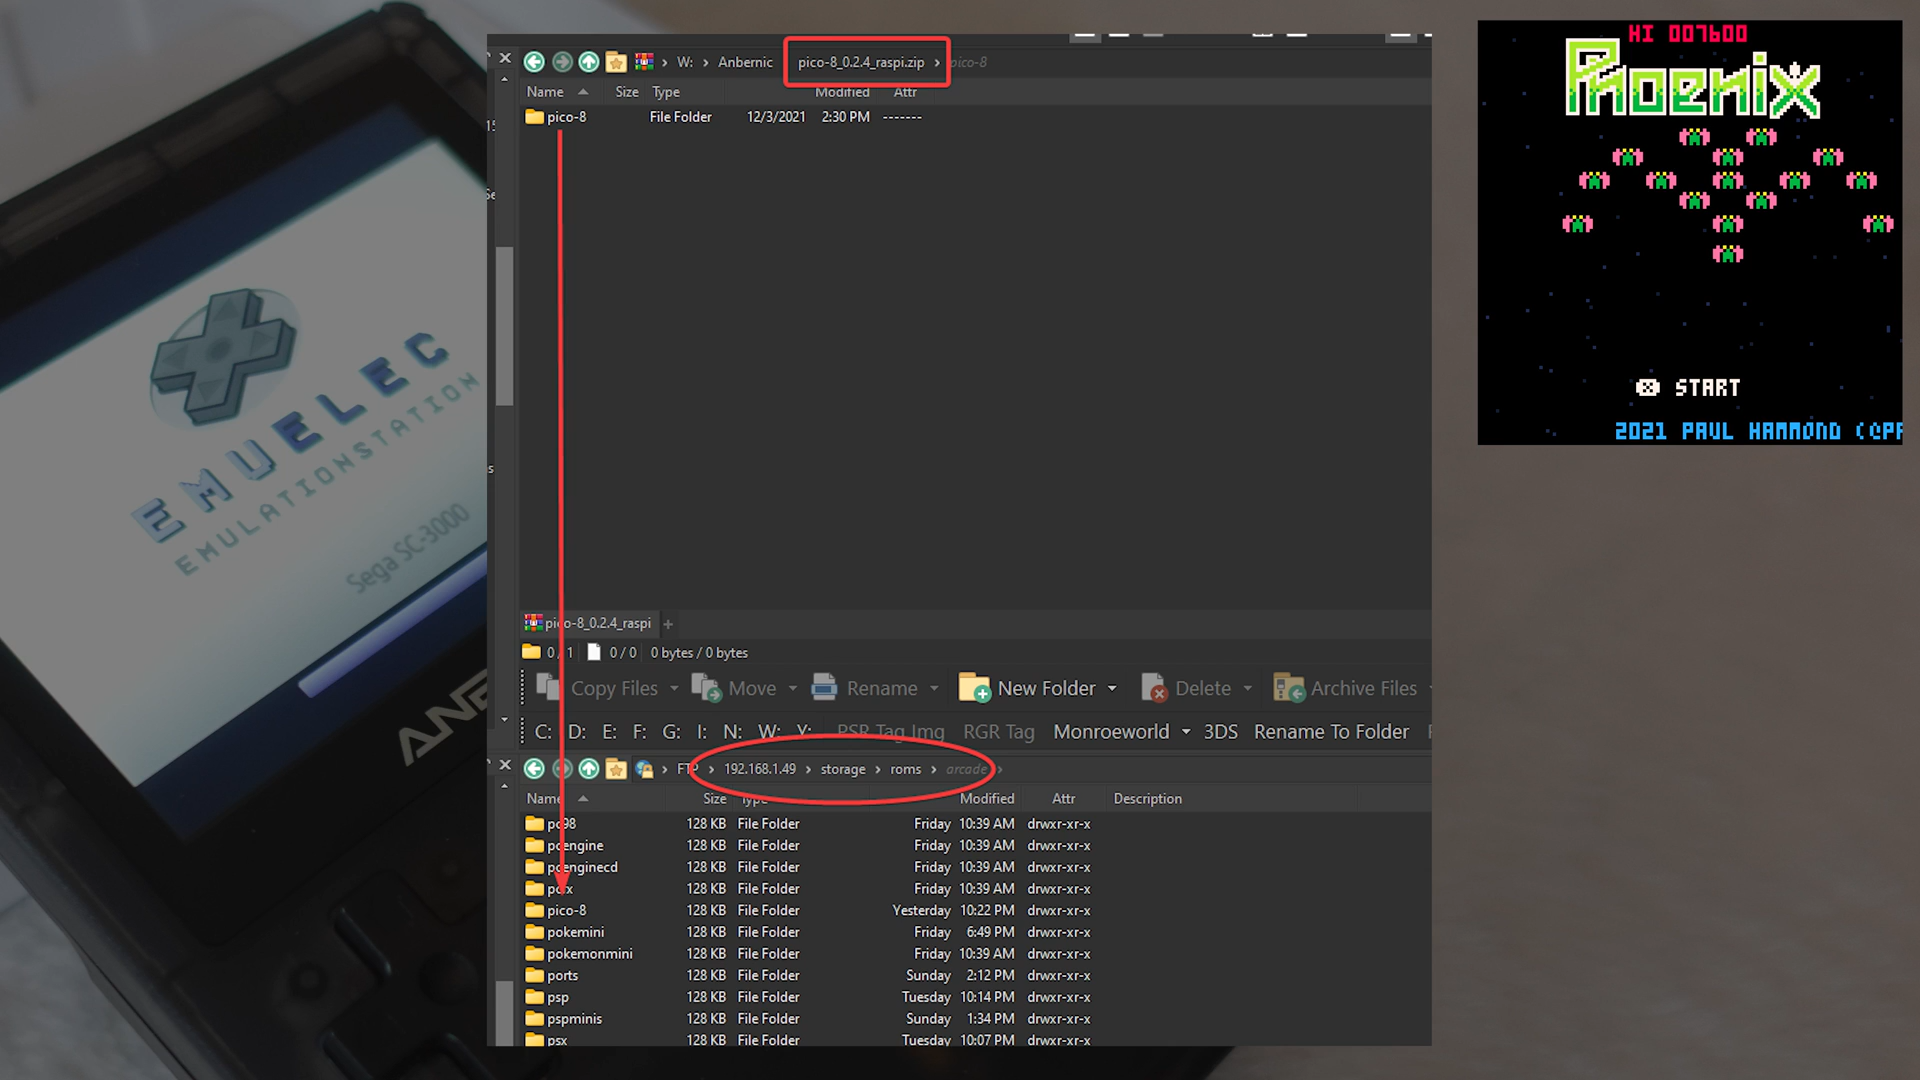 EMUELEC
EMULATIONSTATION
Sega SC-3000
W: Anbernic pico-8_0.2.4_raspi.zip pico-8
Name Size Type Modified Attr
pico-8 File Folder 12/3/2021 2:30 PM -------
pico-8_0.2.4_raspi
0 / 1 0 / 0 0 bytes / 0 bytes
Copy Files Move Rename New Folder Delete Archive Files
C: D: E: F: G: I: N: W: Y: PSR Tag Img RGR Tag Monroeworld 3DS Rename To Folder
FTP 192.168.1.49 storage roms arcade
Name Size Type Modified Attr Description
pc98 128 KB File Folder Friday 10:39 AM drwxr-xr-x
pcengine 128 KB File Folder Friday 10:39 AM drwxr-xr-x
pcenginecd 128 KB File Folder Friday 10:39 AM drwxr-xr-x
pcfx 128 KB File Folder Friday 10:39 AM drwxr-xr-x
pico-8 128 KB File Folder Yesterday 10:22 PM drwxr-xr-x
pokemini 128 KB File Folder Friday 6:49 PM drwxr-xr-x
pokemonmini 128 KB File Folder Friday 10:39 AM drwxr-xr-x
ports 128 KB File Folder Sunday 2:12 PM drwxr-xr-x
psp 128 KB File Folder Tuesday 10:14 PM drwxr-xr-x
pspminis 128 KB File Folder Sunday 1:34 PM drwxr-xr-x
psx 128 KB File Folder Tuesday 10:07 PM drwxr-xr-x
HI 007600
Phoenix
START
2021 PAUL HAMMOND